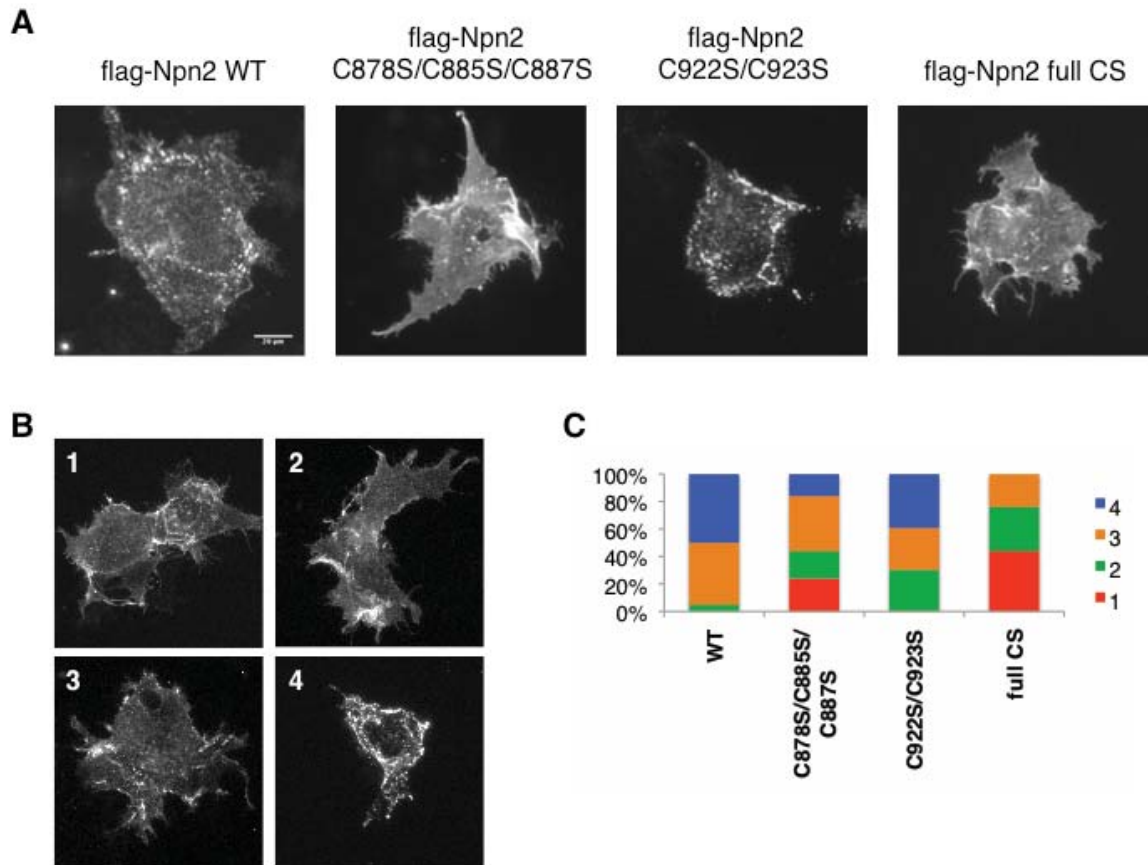 A
flag-Npn2 WT
flag-Npn2
C878S/C885S/C887S
flag-Npn2
C922S/C923S
flag-Npn2 full CS
20 µm
B
1
2
3
4
C
100%
80%
60%
40%
20%
0%
WT
C878S/C885S/
C887S
C922S/C923S
full CS
4
3
2
1